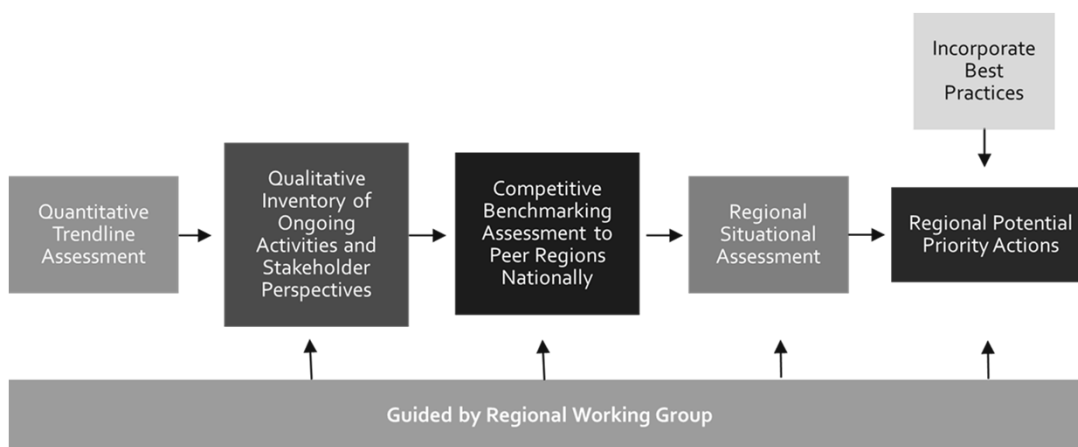 Incorporate
Best
Practices
Quantitative
Trendline
Assessment
Qualitative
Inventory of
Ongoing
Activities and
Stakeholder
Perspectives
Competitive
Benchmarking
Assessment to
Peer Regions
Nationally
Regional
Situational
Assessment
Regional Potential
Priority Actions
Guided by Regional Working Group